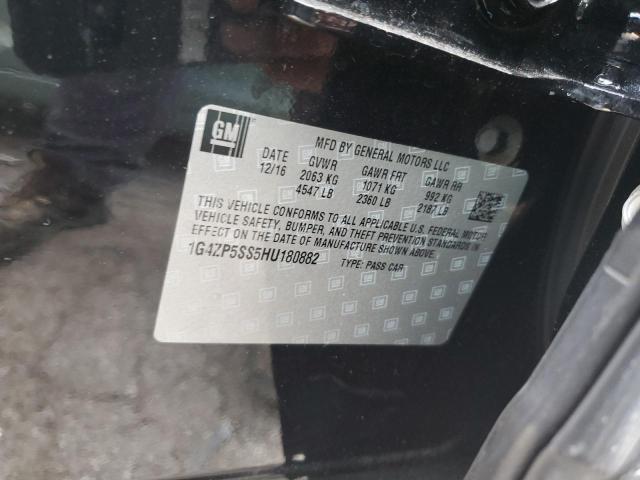 GM
MFD BY GENERAL MOTORS LLC
DATE GVWR GAWR FRT GAWR RR
12/16 2063 KG 1071 KG 992 KG
4547 LB 2360 LB 2187 LB
THIS VEHICLE CONFORMS TO ALL APPLICABLE U.S. FEDERAL MOTOR
VEHICLE SAFETY, BUMPER, AND THEFT PREVENTION STANDARDS IN
EFFECT ON THE DATE OF MANUFACTURE SHOWN ABOVE.
1G4ZP5SS5HU180882 TYPE: PASS CAR